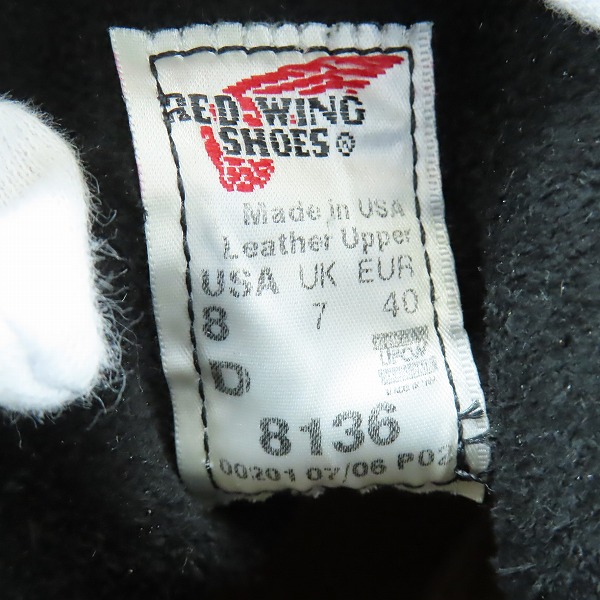 RED WING
SHOES ®
Made in USA
Leather Upper
USA UK EUR
8 7 40
D
UFCW
8136
00201 07/06 P02